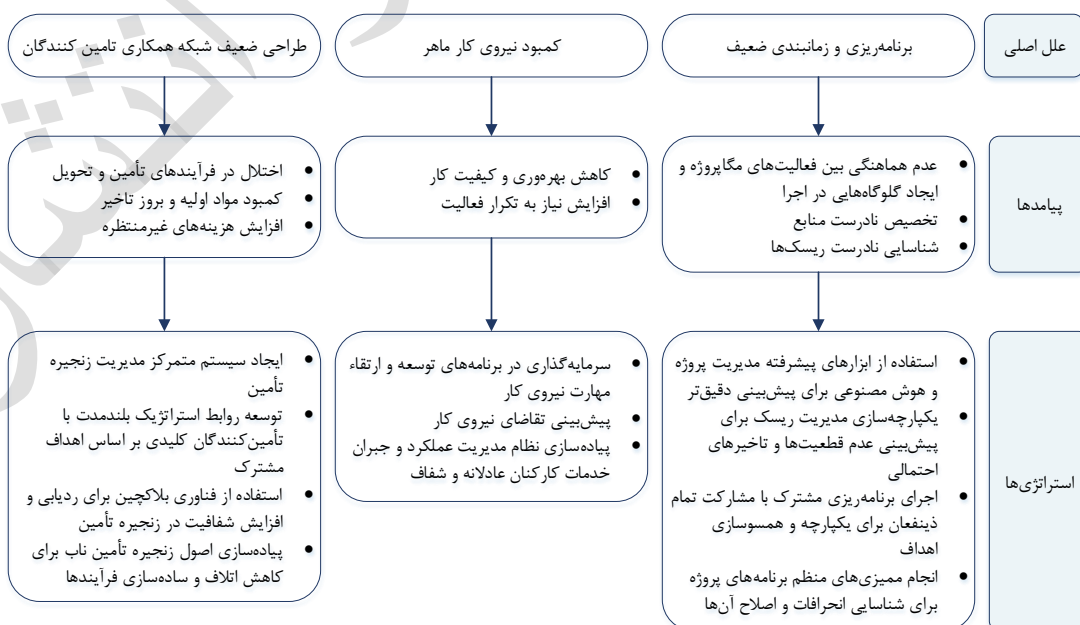 علل اصلی
برنامه‌ریزی و زمانبندی ضعیف
کمبود نیروی کار ماهر
طراحی ضعیف شبکه همکاری تامین کنندگان
پیامدها
• عدم هماهنگی بین فعالیت‌های مگاپروژه و
ایجاد گلوگاه‌هایی در اجرا
• تخصیص نادرست منابع
• شناسایی نادرست ریسک‌ها
• کاهش بهره‌وری و کیفیت کار
• افزایش نیاز به تکرار فعالیت
• اختلال در فرآیندهای تأمین و تحویل
• کمبود مواد اولیه و بروز تاخیر
• افزایش هزینه‌های غیرمنتظره
استراتژی‌ها
• استفاده از ابزارهای پیشرفته مدیریت پروژه
و هوش مصنوعی برای پیش‌بینی دقیق‌تر
• یکپارچه‌سازی مدیریت ریسک برای
پیش‌بینی عدم قطعیت‌ها و تاخیرهای
احتمالی
• اجرای برنامه‌ریزی مشترک با مشارکت تمام
ذینفعان برای یکپارچه و همسوسازی
اهداف
• انجام ممیزی‌های منظم برنامه‌های پروژه
برای شناسایی انحرافات و اصلاح آن‌ها
• سرمایه‌گذاری در برنامه‌های توسعه و ارتقاء
مهارت نیروی کار
• پیش‌بینی تقاضای نیروی کار
• پیاده‌سازی نظام مدیریت عملکرد و جبران
خدمات کارکنان عادلانه و شفاف
• ایجاد سیستم متمرکز مدیریت زنجیره
تأمین
• توسعه روابط استراتژیک بلندمدت با
تأمین‌کنندگان کلیدی بر اساس اهداف
مشترک
• استفاده از فناوری بلاکچین برای ردیابی و
افزایش شفافیت در زنجیره تأمین
• پیاده‌سازی اصول زنجیره تأمین ناب برای
کاهش اتلاف و ساده‌سازی فرآیندها